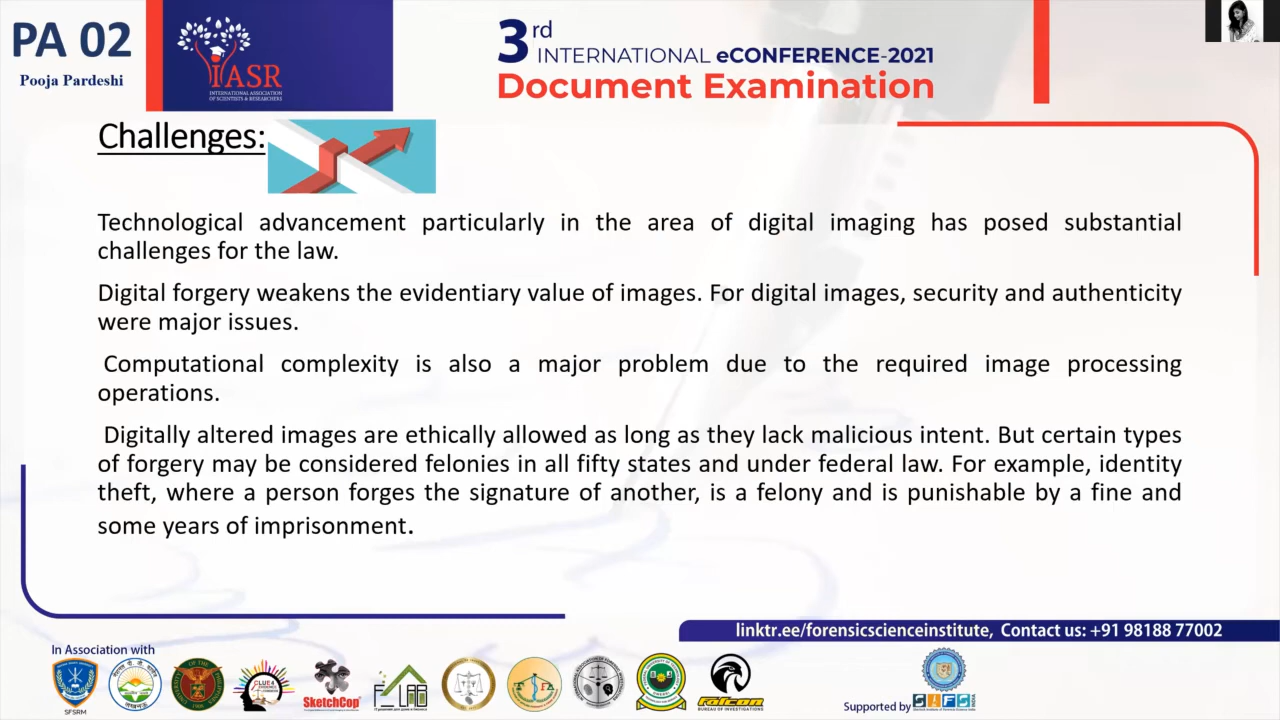 PA 02
Pooja Pardeshi
iASR
INTERNATIONAL ASSOCIATION
OF SCIENTISTS & RESEARCHERS
3rd
INTERNATIONAL eCONFERENCE-2021
Document Examination
Challenges:
Technological advancement particularly in the area of digital imaging has posed substantial
challenges for the law.
Digital forgery weakens the evidentiary value of images. For digital images, security and authenticity
were major issues.
Computational complexity is also a major problem due to the required image processing
operations.
Digitally altered images are ethically allowed as long as they lack malicious intent. But certain types
of forgery may be considered felonies in all fifty states and under federal law. For example, identity
theft, where a person forges the signature of another, is a felony and is punishable by a fine and
some years of imprisonment.
linktr.ee/forensicscienceinstitute, Contact us: +91 98188 77002
In Association with
SFSRM
CLUE4
SketchCop
F LAB
falcon
BUREAU OF INVESTIGATIONS
Supported by
SIFS